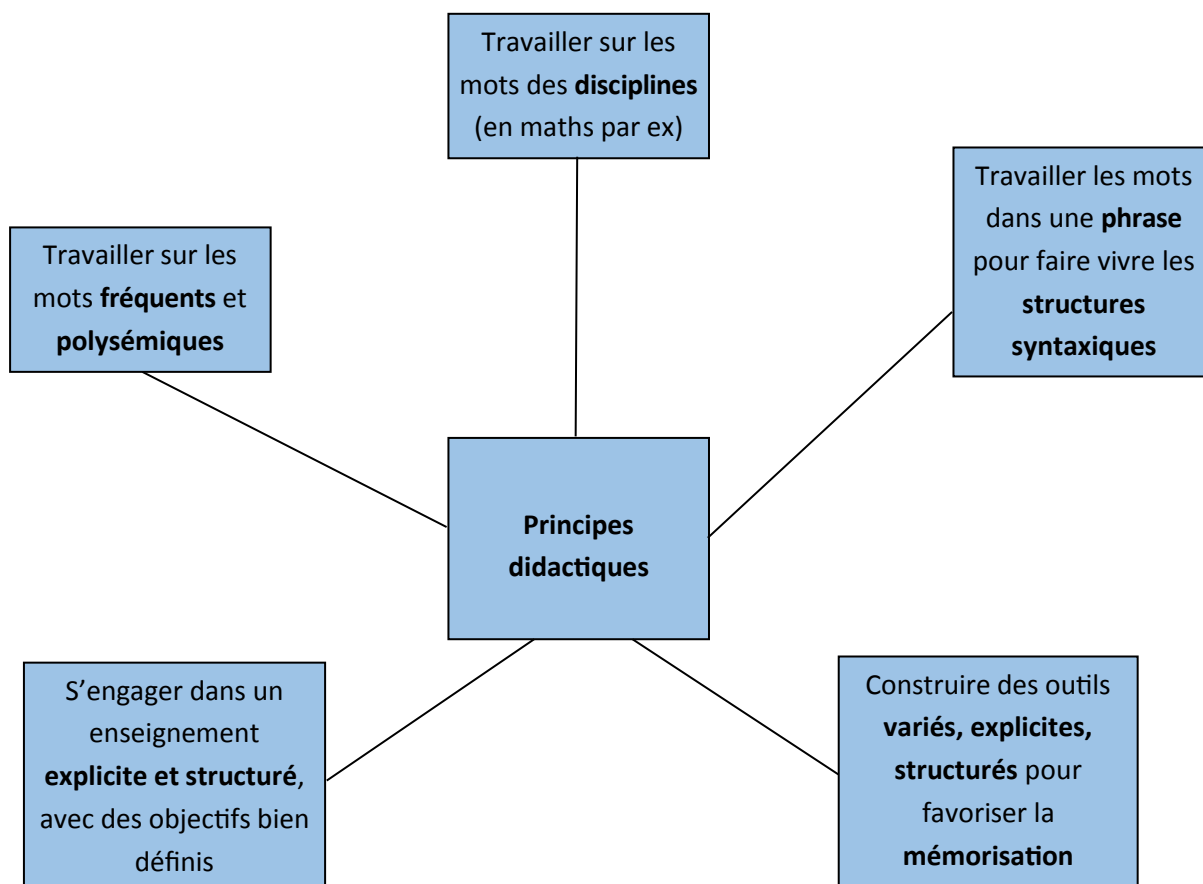 Travailler sur les
mots des disciplines
(en maths par ex)
Travailler les mots
dans une phrase
pour faire vivre les
structures
syntaxiques
Travailler sur les
mots fréquents et
polysémiques
Principes
didactiques
S’engager dans un
enseignement
explicite et structuré,
avec des objectifs bien
définis
Construire des outils
variés, explicites,
structurés pour
favoriser la
mémorisation